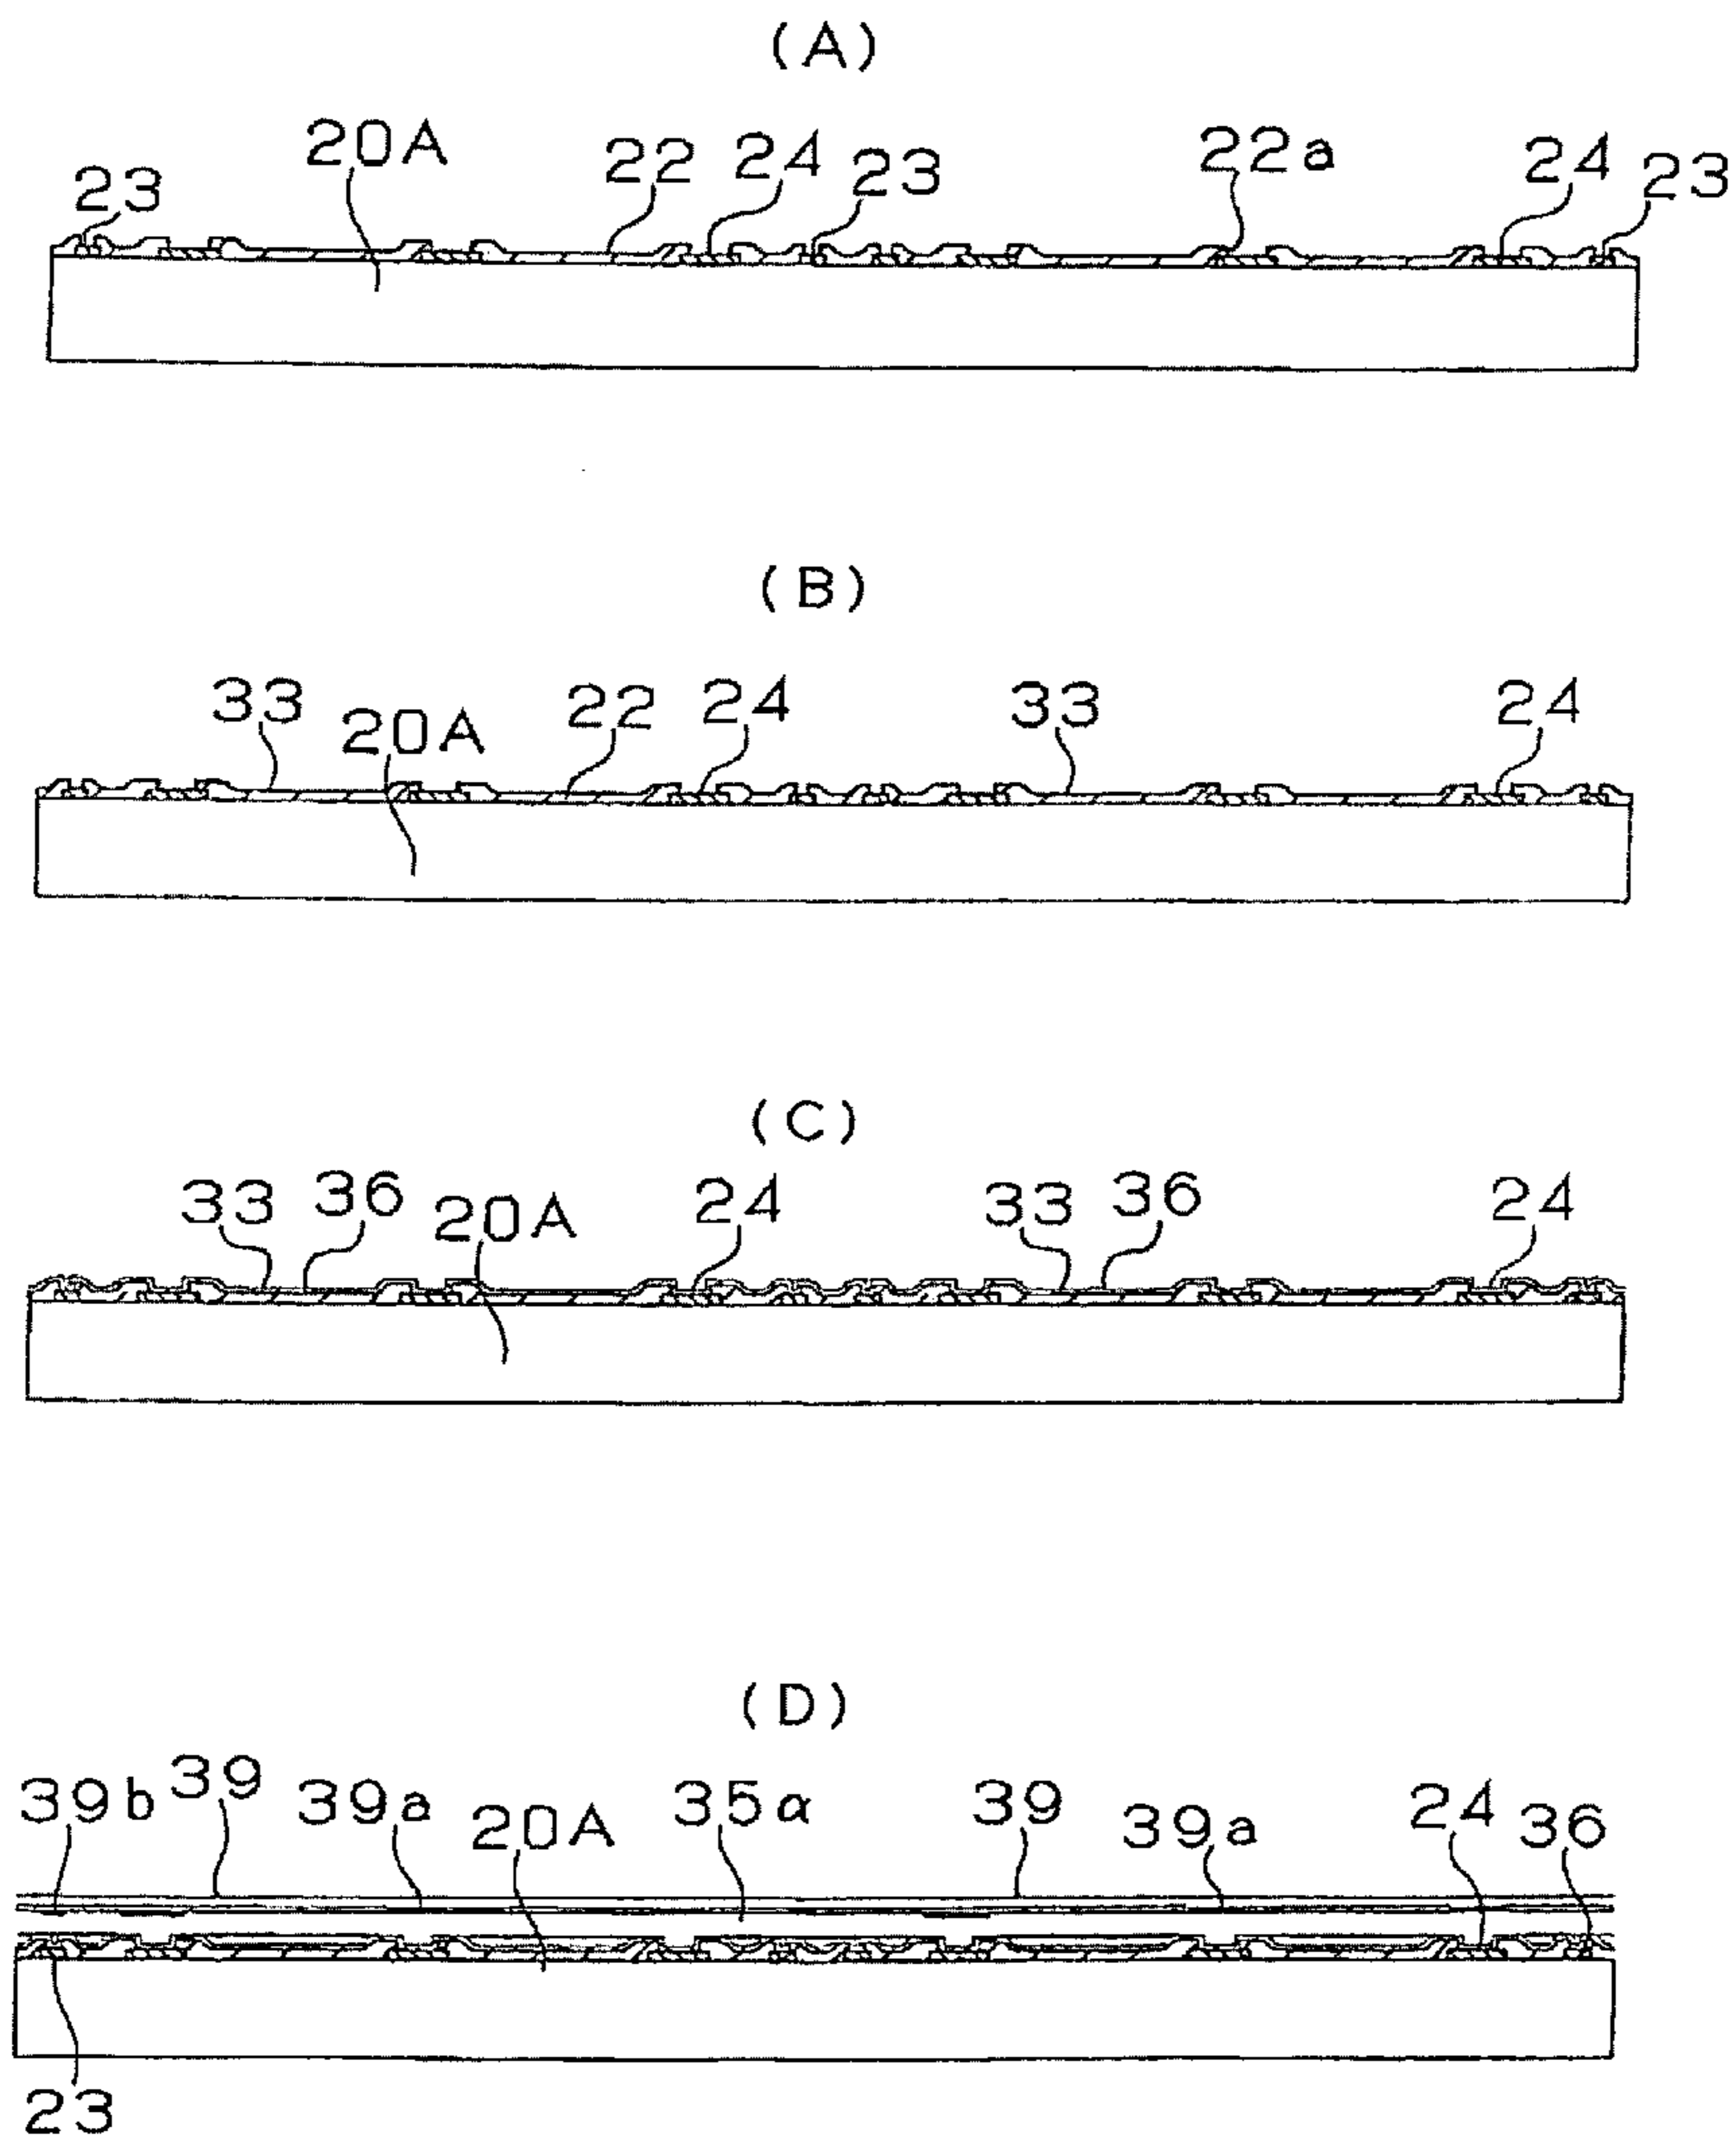 (A)
23 20A 22 24 23 22a 24 23
(B)
33 20A 22 24 33 24
(C)
33 36 20A 24 33 36 24
(D)
39b 39 39a 20A 35α 39 39a 24 36
23